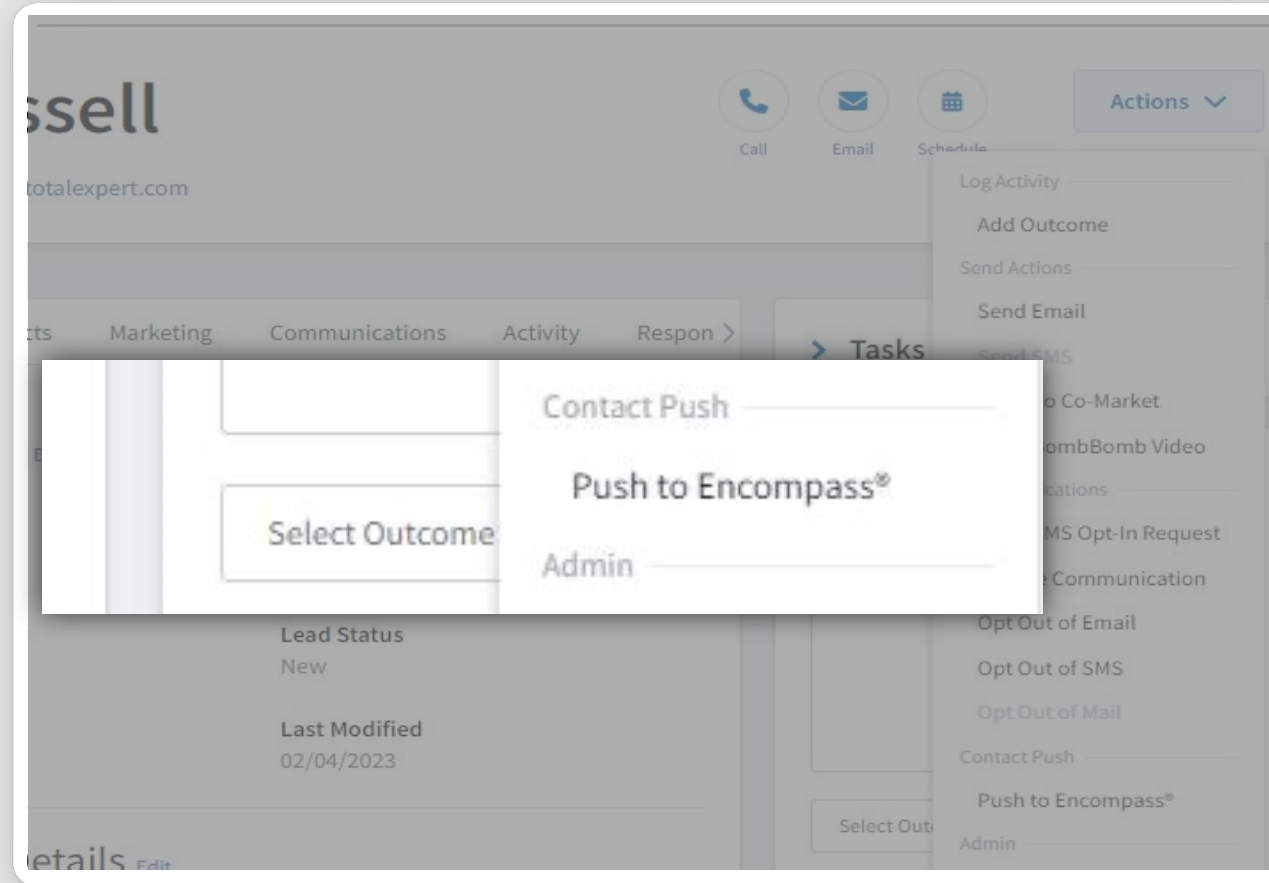 ssell
totalexpert.com
Call
Email
Schedule
Actions
Log Activity
Add Outcome
Send Actions
Send Email
Send SMS
o Co-Market
ombBomb Video
cations
MS Opt-In Request
Communication
Opt Out of Email
Opt Out of SMS
Opt Out of Mail
Contact Push
Push to Encompass®
Admin
cts
Marketing
Communications
Activity
Respon
Tasks
Contact Push
Push to Encompass®
Select Outcome
Admin
Lead Status
New
Last Modified
02/04/2023
Select Out
etails Edit